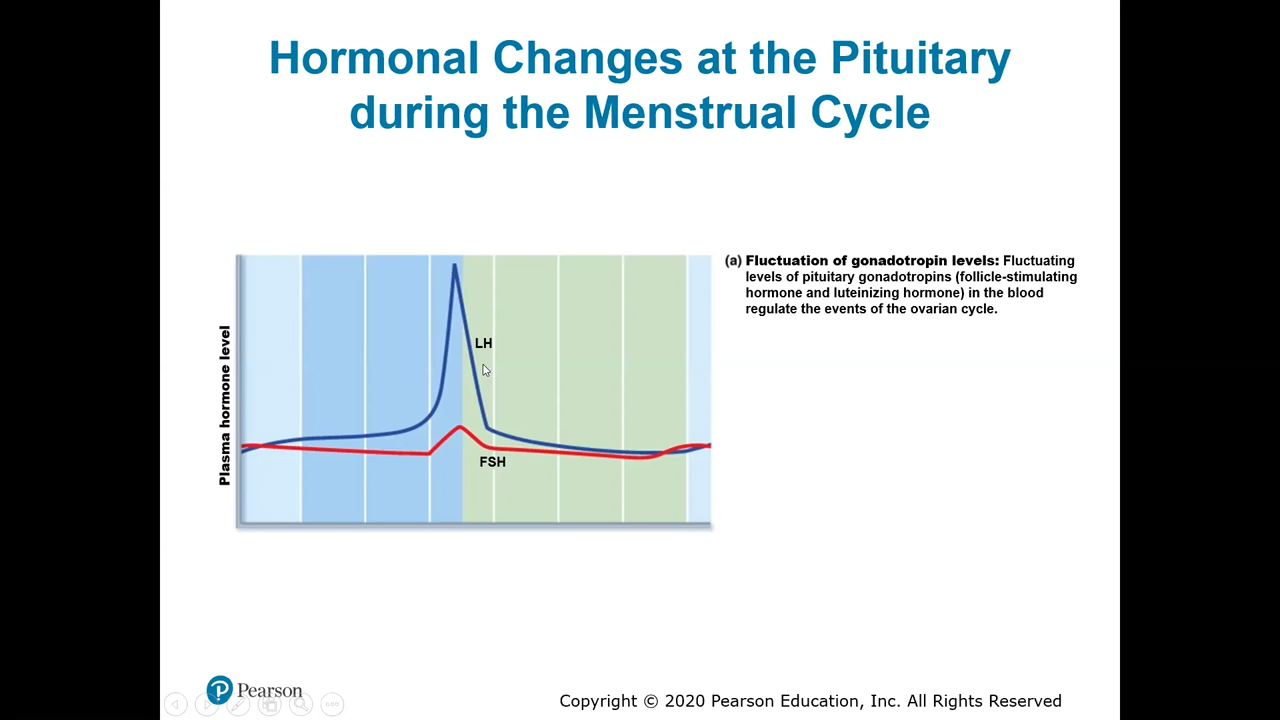 Hormonal Changes at the Pituitary
during the Menstrual Cycle
Plasma hormone level
LH
FSH
(a) Fluctuation of gonadotropin levels: Fluctuating
levels of pituitary gonadotropins (follicle-stimulating
hormone and luteinizing hormone) in the blood
regulate the events of the ovarian cycle.
P Pearson
Copyright © 2020 Pearson Education, Inc. All Rights Reserved